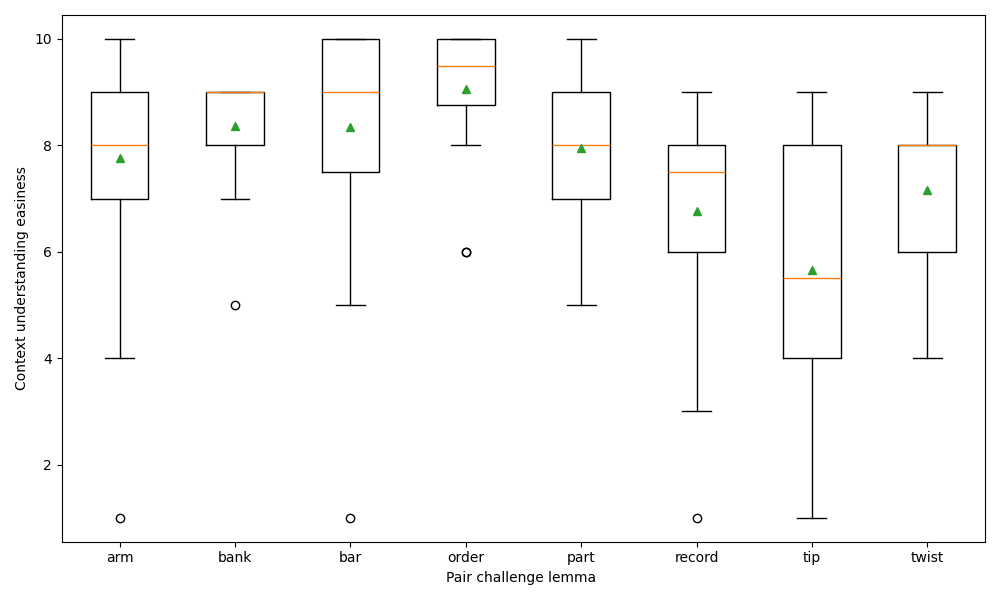 Context understanding easiness
10
8
6
4
2
arm bank bar order part record tip twist
Pair challenge lemma